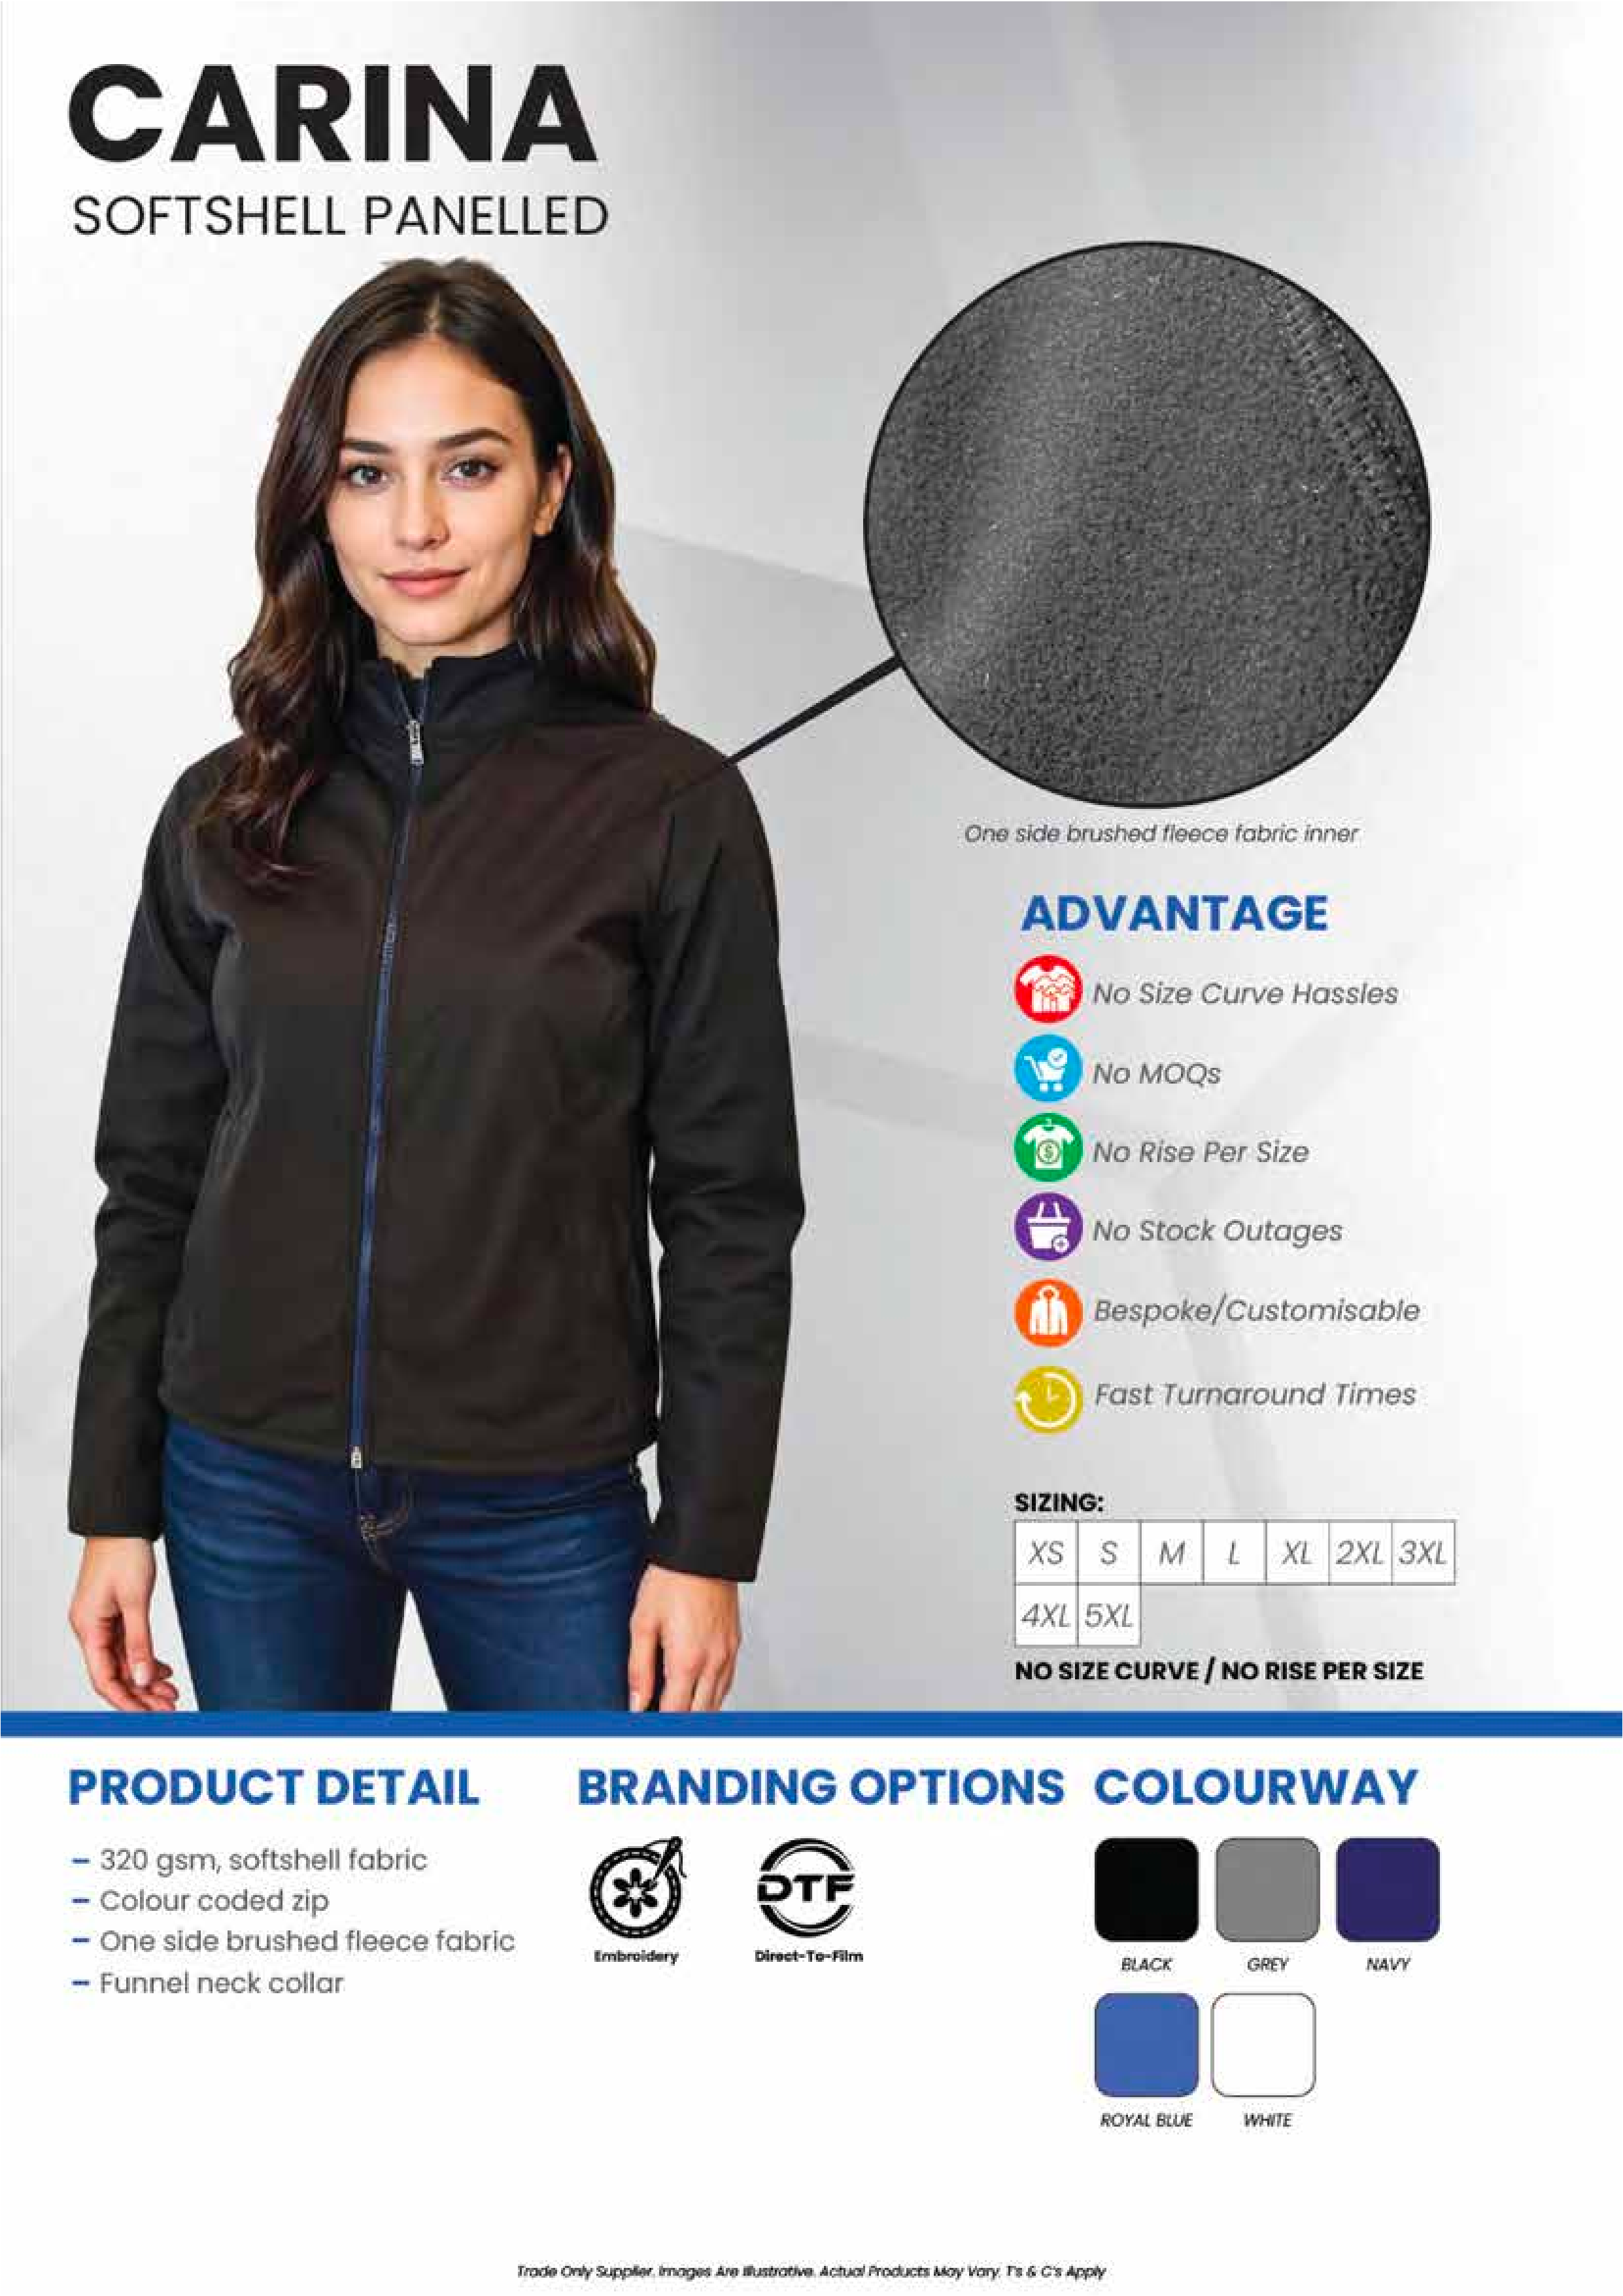 CARINA
SOFTSHELL PANELLED
One side brushed fleece fabric inner
ADVANTAGE
No Size Curve Hassles
No MOQs
No Rise Per Size
No Stock Outages
Bespoke/Customisable
Fast Turnaround Times
SIZING:
XS S M L XL 2XL 3XL
4XL 5XL
NO SIZE CURVE / NO RISE PER SIZE
PRODUCT DETAIL
– 320 gsm, softshell fabric
– Colour coded zip
– One side brushed fleece fabric
– Funnel neck collar
BRANDING OPTIONS
DTF
Embroidery Direct-To-Film
COLOURWAY
BLACK GREY NAVY
ROYAL BLUE WHITE
Trade Only Supplier. Images Are Illustrative. Actual Products May Vary. T's & C's Apply